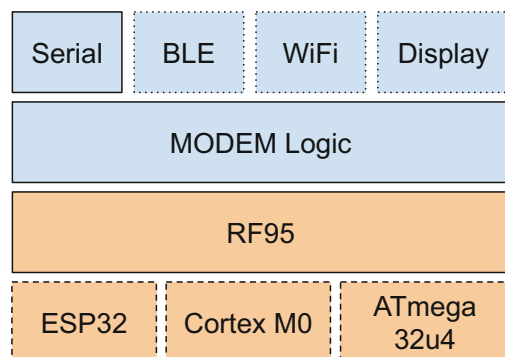 Serial BLE WiFi Display
MODEM Logic
RF95
ESP32 Cortex M0 ATmega
32u4